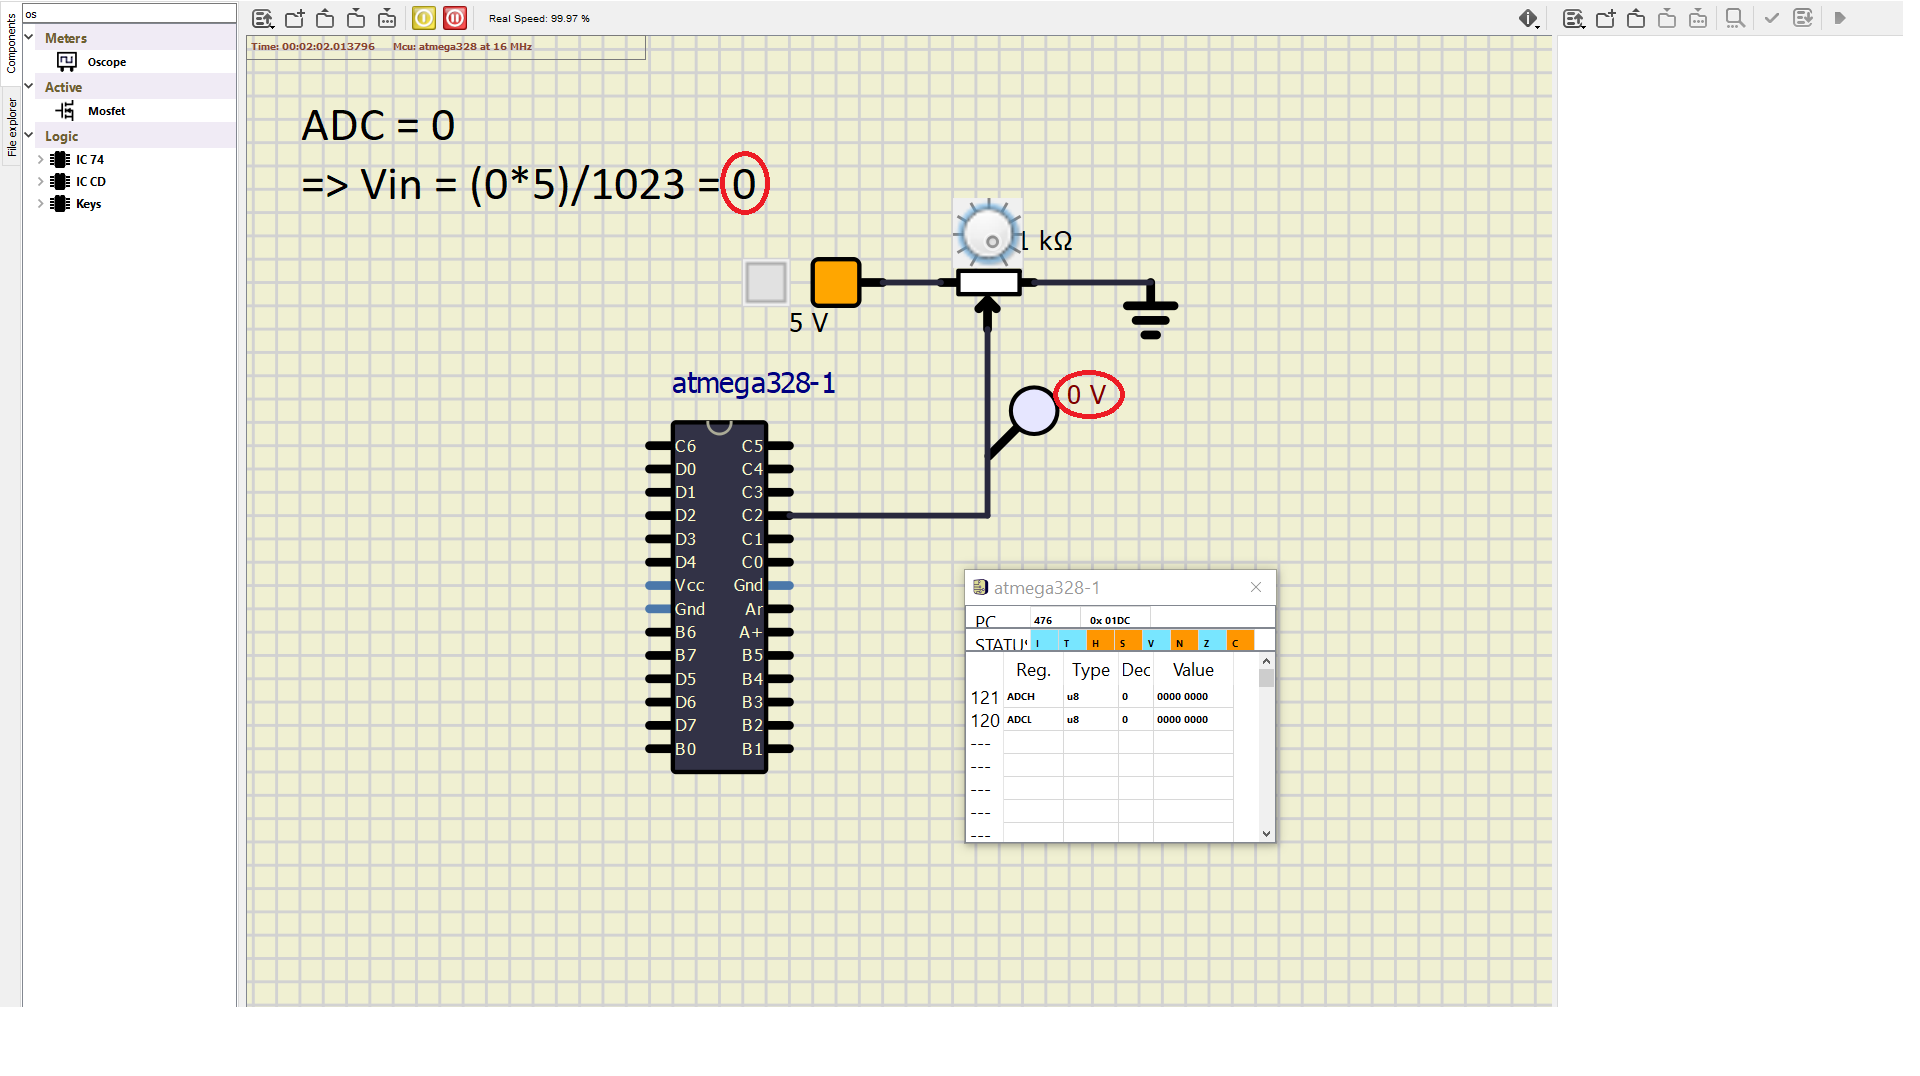 os
Components
File explorer
Meters
Oscope
Active
Mosfet
Logic
IC 74
IC CD
Keys
Real Speed: 99.97 %
Time: 00:02:02.013796 Mcu: atmega328 at 16 MHz
ADC = 0
=> Vin = (0*5)/1023 = 0
1 kΩ
5 V
0 V
atmega328-1
C6 C5
D0 C4
D1 C3
D2 C2
D3 C1
D4 C0
Vcc Gnd
Gnd Ar
B6 A+
B7 B5
D5 B4
D6 B3
D7 B2
B0 B1
atmega328-1
PC 476 0x 01DC
STATU I T H S V N Z C
Reg. Type Dec Value
121 ADCH u8 0 0000 0000
120 ADCL u8 0 0000 0000
---
---
---
---
---